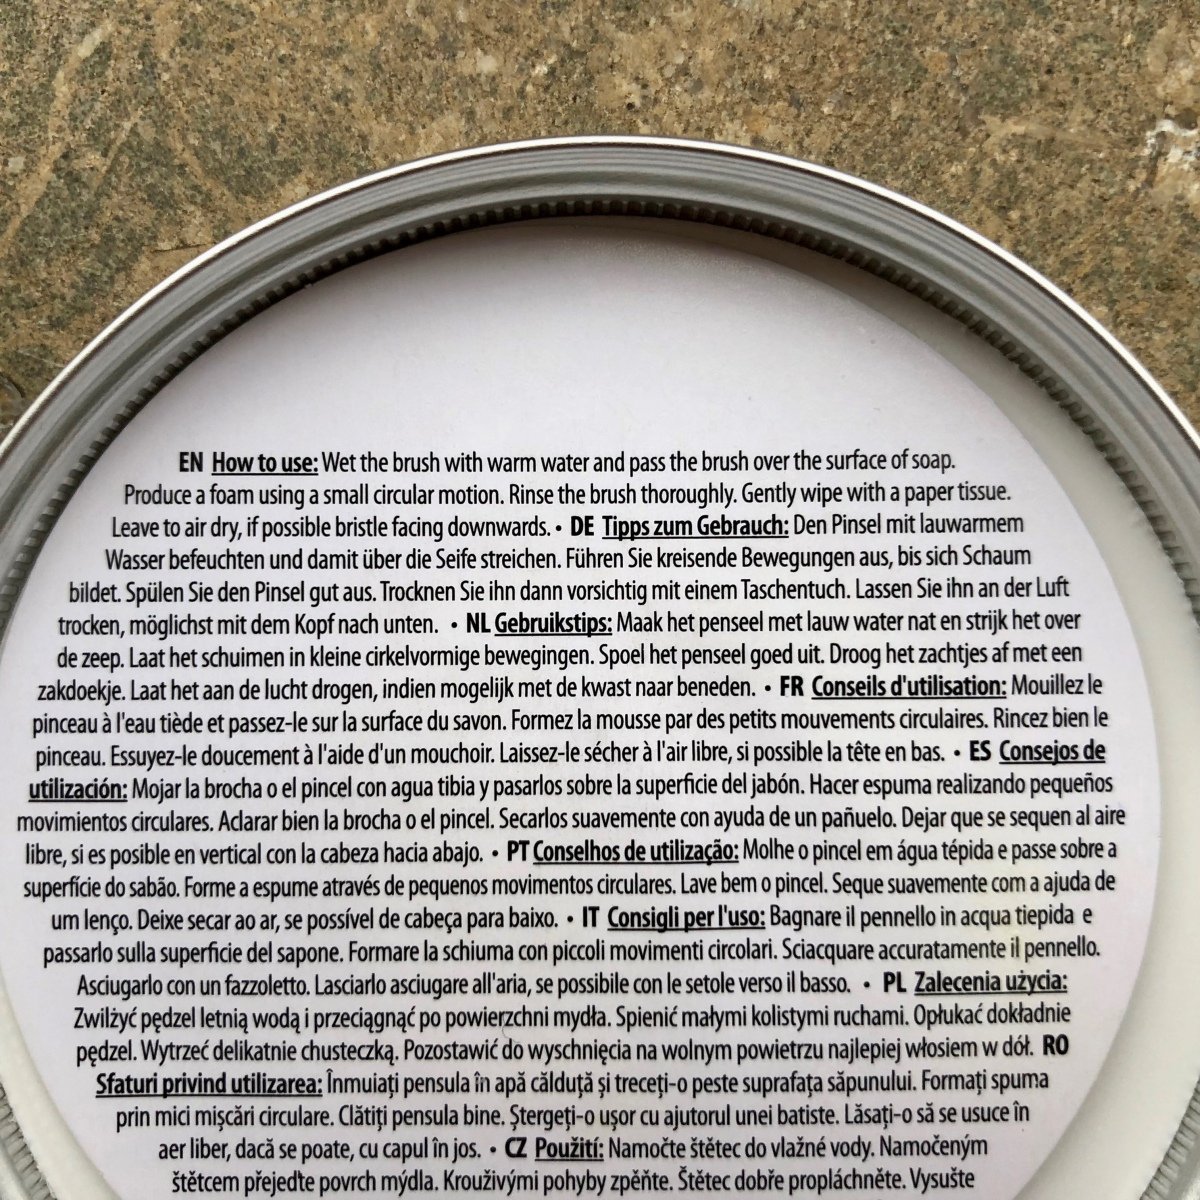 EN How to use: Wet the brush with warm water and pass the brush over the surface of soap.
Produce a foam using a small circular motion. Rinse the brush thoroughly. Gently wipe with a paper tissue.
Leave to air dry, if possible bristle facing downwards. • DE Tipps zum Gebrauch: Den Pinsel mit lauwarmem
Wasser befeuchten und damit über die Seife streichen. Führen Sie kreisende Bewegungen aus, bis sich Schaum
bildet. Spülen Sie den Pinsel gut aus. Trocknen Sie ihn dann vorsichtig mit einem Taschentuch. Lassen Sie ihn an der Luft
trocken, möglichst mit dem Kopf nach unten. • NL Gebruikstips: Maak het penseel met lauw water nat en strijk het over
de zeep. Laat het schuimen in kleine cirkelvormige bewegingen. Spoel het penseel goed uit. Droog het zachtjes af met een
zakdoekje. Laat het aan de lucht drogen, indien mogelijk met de kwast naar beneden. • FR Conseils d'utilisation: Mouillez le
pinceau à l'eau tiède et passez-le sur la surface du savon. Formez la mousse par des petits mouvements circulaires. Rincez bien le
pinceau. Essuyez-le doucement à l'aide d'un mouchoir. Laissez-le sécher à l'air libre, si possible la tête en bas. • ES Consejos de
utilización: Mojar la brocha o el pincel con agua tibia y pasarlos sobre la superficie del jabón. Hacer espuma realizando pequeños
movimientos circulares. Aclarar bien la brocha o el pincel. Secarlos suavemente con ayuda de un pañuelo. Dejar que se sequen al aire
libre, si es posible en vertical con la cabeza hacia abajo. • PT Conselhos de utilização: Molhe o pincel em água tépida e passe sobre a
superfície do sabão. Forme a espume através de pequenos movimentos circulares. Lave bem o pincel. Seque suavemente com a ajuda de
um lenço. Deixe secar ao ar, se possível de cabeça para baixo. • IT Consigli per l'uso: Bagnare il pennello in acqua tiepida e
passarlo sulla superficie del sapone. Formare la schiuma con piccoli movimenti circolari. Sciacquare accuratamente il pennello.
Asciugarlo con un fazzoletto. Lasciarlo asciugare all'aria, se possibile con le setole verso il basso. • PL Zalecenia użycia:
Zwilżyć pędzel letnią wodą i przeciągnąć po powierzchni mydła. Spienić małymi kolistymi ruchami. Opłukać dokładnie
pędzel. Wytrzeć delikatnie chusteczką. Pozostawić do wyschnięcia na wolnym powietrzu najlepiej włosiem w dół. RO
Sfaturi privind utilizarea: Înmuiați pensula în apă călduță și treceți-o peste suprafața săpunului. Formați spuma
prin mici mișcări circulare. Clătiți pensula bine. Ștergeți-o ușor cu ajutorul unei batiste. Lăsați-o să se usuce în
aer liber, dacă se poate, cu capul în jos. • CZ Použití: Namočte štětec do vlažné vody. Namočeným
štětcem přejeďte povrch mýdla. Krouživými pohyby zpěňte. Štětec dobře propláchněte. Vysušte